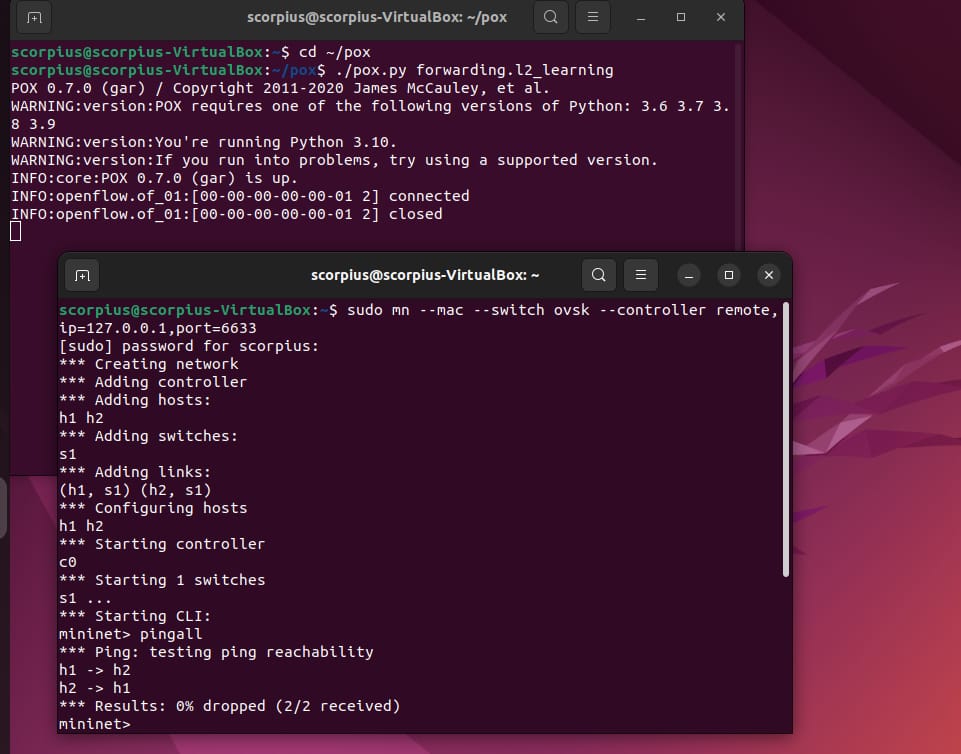 scorpius@scorpius-VirtualBox: ~/pox
scorpius@scorpius-VirtualBox:~$ cd ~/pox
scorpius@scorpius-VirtualBox:~/pox$ ./pox.py forwarding.l2_learning
POX 0.7.0 (gar) / Copyright 2011-2020 James McCauley, et al.
WARNING:version:POX requires one of the following versions of Python: 3.6 3.7 3.
8 3.9
WARNING:version:You're running Python 3.10.
WARNING:version:If you run into problems, try using a supported version.
INFO:core:POX 0.7.0 (gar) is up.
INFO:openflow.of_01:[00-00-00-00-00-01 2] connected
INFO:openflow.of_01:[00-00-00-00-00-01 2] closed
scorpius@scorpius-VirtualBox: ~
scorpius@scorpius-VirtualBox:~$ sudo mn --mac --switch ovsk --controller remote,
ip=127.0.0.1,port=6633
[sudo] password for scorpius:
*** Creating network
*** Adding controller
*** Adding hosts:
h1 h2
*** Adding switches:
s1
*** Adding links:
(h1, s1) (h2, s1)
*** Configuring hosts
h1 h2
*** Starting controller
c0
*** Starting 1 switches
s1 ...
*** Starting CLI:
mininet> pingall
*** Ping: testing ping reachability
h1 -> h2
h2 -> h1
*** Results: 0% dropped (2/2 received)
mininet>